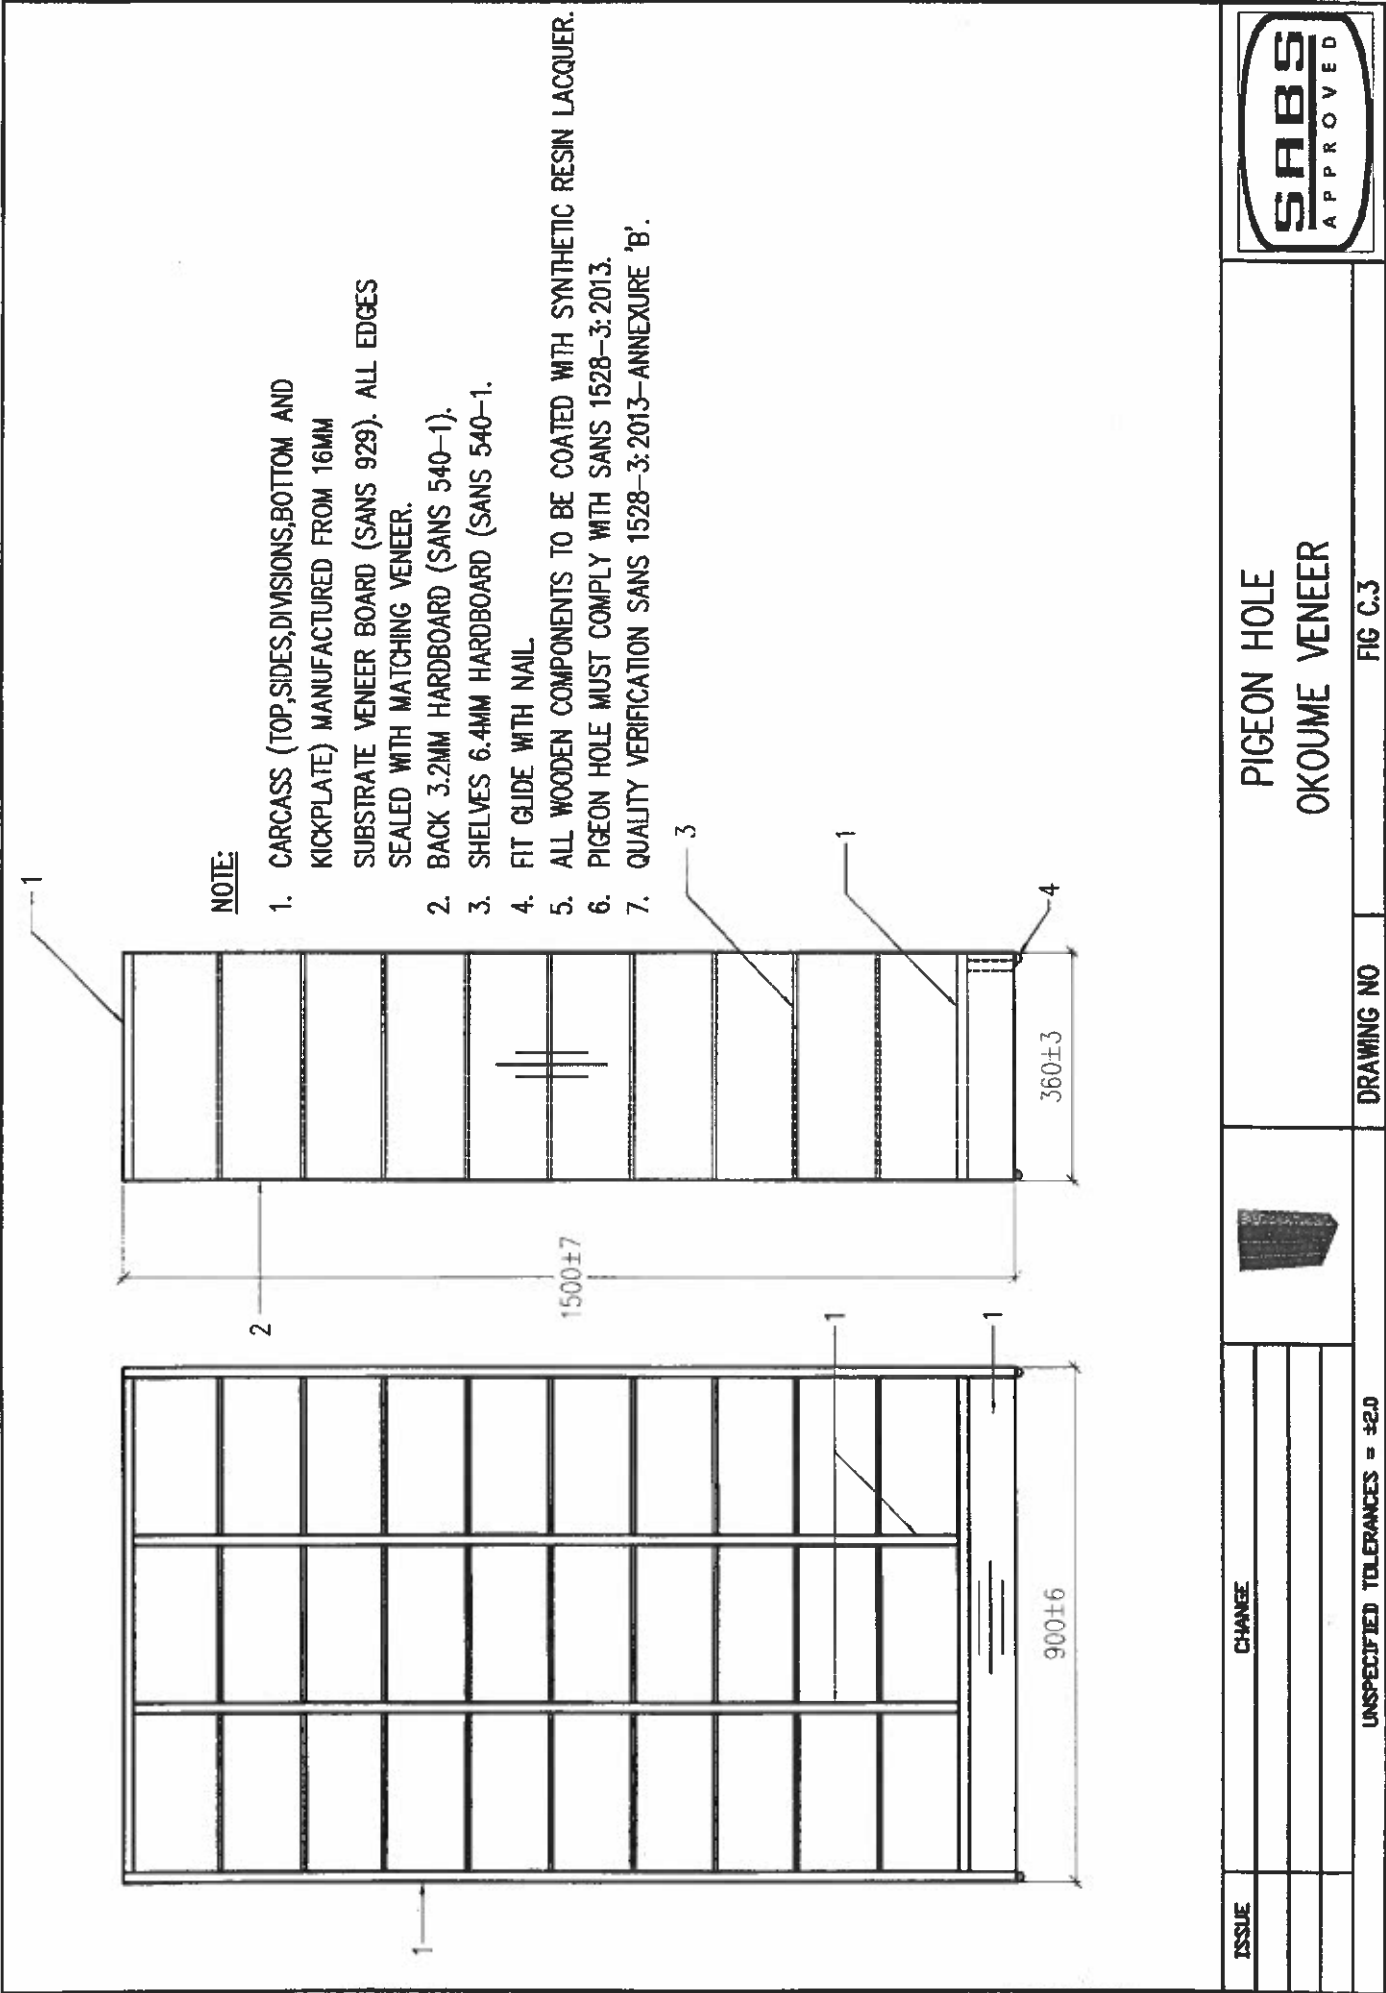 NOTE:
1. CARCASS (TOP,SIDES,DIVISIONS,BOTTOM AND
KICKPLATE) MANUFACTURED FROM 16MM
SUBSTRATE VENEER BOARD (SANS 929). ALL EDGES
SEALED WITH MATCHING VENEER.
2. BACK 3.2MM HARDBOARD (SANS 540-1).
3. SHELVES 6.4MM HARDBOARD (SANS 540-1.
4. FIT GLIDE WITH NAIL.
5. ALL WOODEN COMPONENTS TO BE COATED WITH SYNTHETIC RESIN LACQUER.
6. PIGEON HOLE MUST COMPLY WITH SANS 1528-3:2013.
7. QUALITY VERIFICATION SANS 1528-3:2013-ANNEXURE 'B'.
1
2
1
1500±7
3
1
1
1
4
360±3
900±6
ISSUE
CHANGE
UNSPECIFIED TOLERANCES = ±2.0
PIGEON HOLE
OKOUME VENEER
DRAWING NO
FIG C.3
SABS
APPROVED